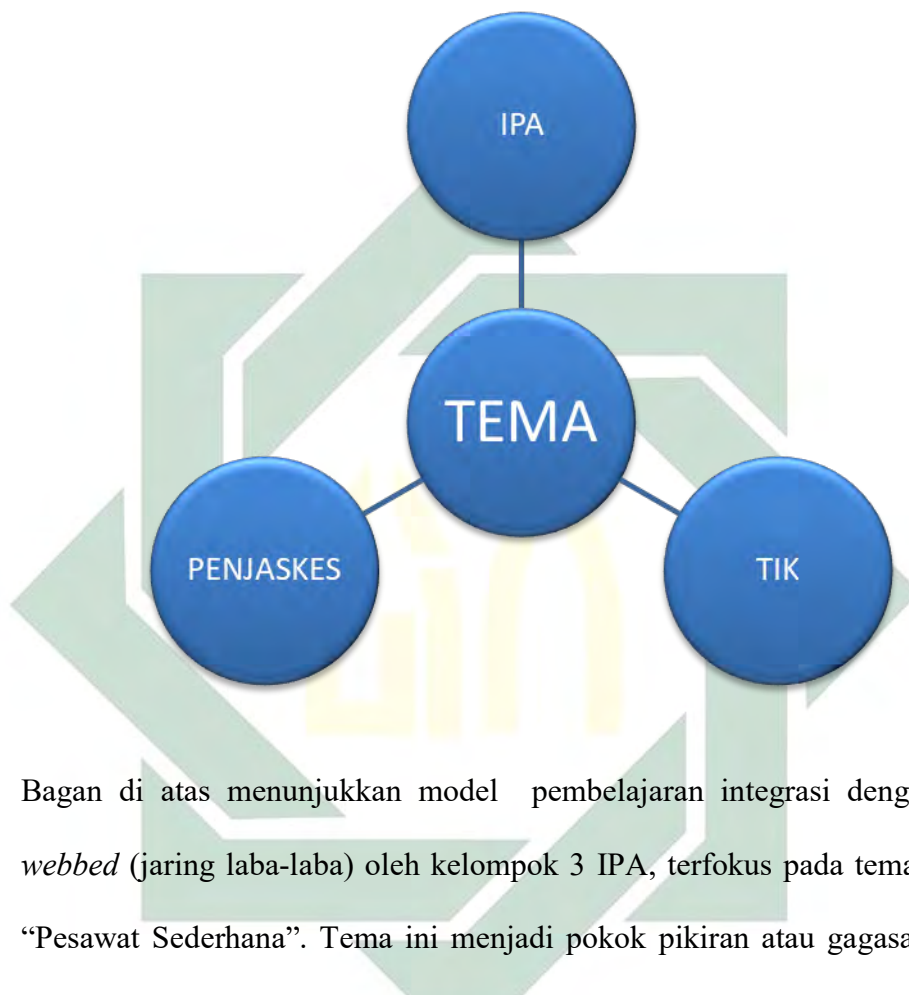 IPA
TEMA
PENJASKES
TIK
Bagan di atas menunjukkan model pembelajaran integrasi deng
webbed (jaring laba-laba) oleh kelompok 3 IPA, terfokus pada tema
“Pesawat Sederhana”. Tema ini menjadi pokok pikiran atau gagasa